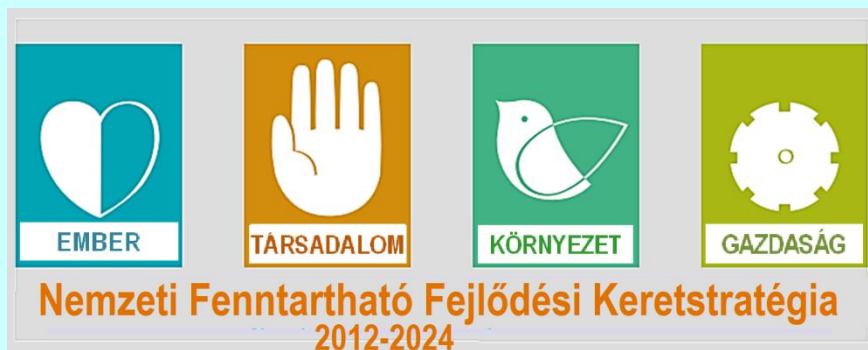 EMBER
TÁRSADALOM
KÖRNYEZET
GAZDASÁG
Nemzeti Fenntartható Fejlődési Keretstratégia
2012-2024